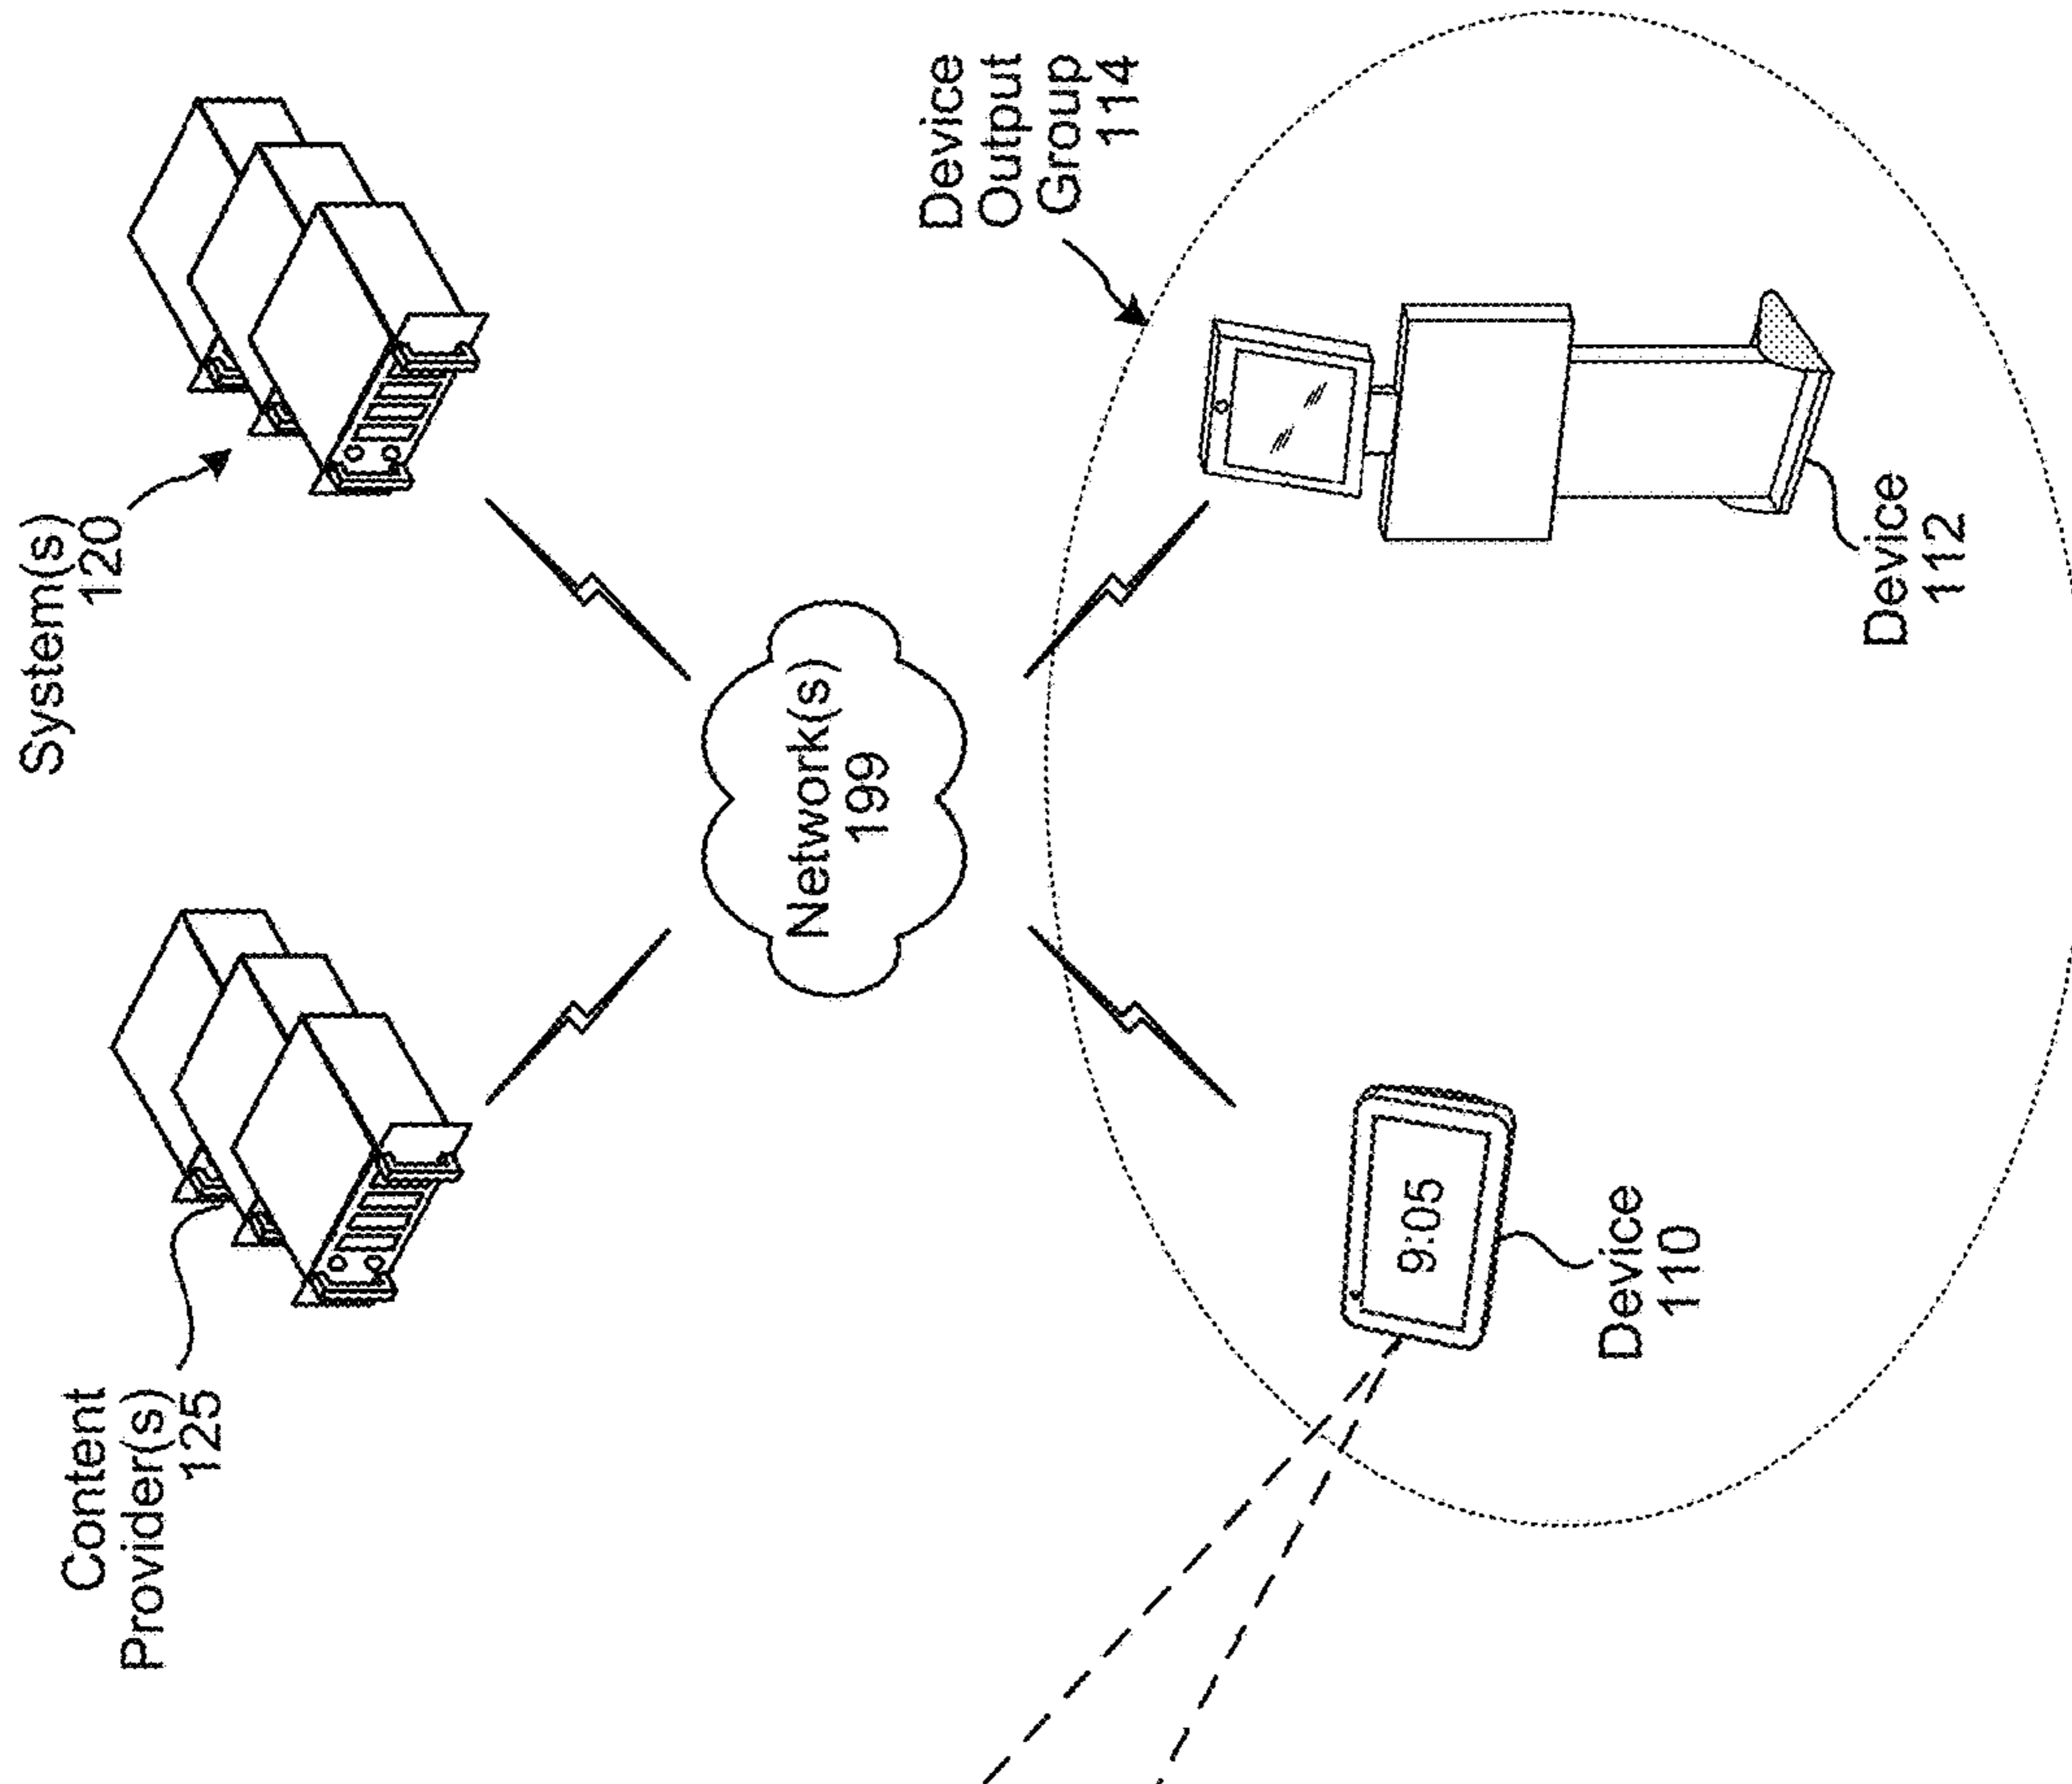 Content
Provider(s)
125
System(s)
120
Network(s)
199
Device
Output
Group
114
9:05
Device
110
Device
112